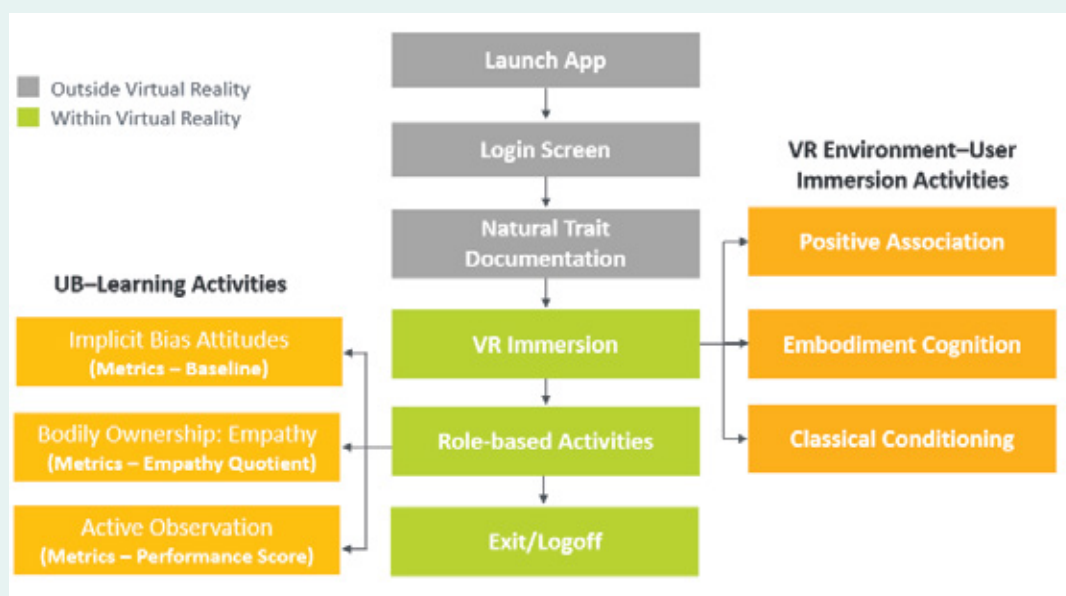 Launch App
Outside Virtual Reality
Within Virtual Reality
Login Screen
VR Environment–User
Immersion Activities
Natural Trait
Documentation
Positive Association
UB–Learning Activities
Implicit Bias Attitudes
(Metrics – Baseline)
VR Immersion
Embodiment Cognition
Bodily Ownership: Empathy
(Metrics – Empathy Quotient)
Role-based Activities
Classical Conditioning
Active Observation
(Metrics – Performance Score)
Exit/Logoff